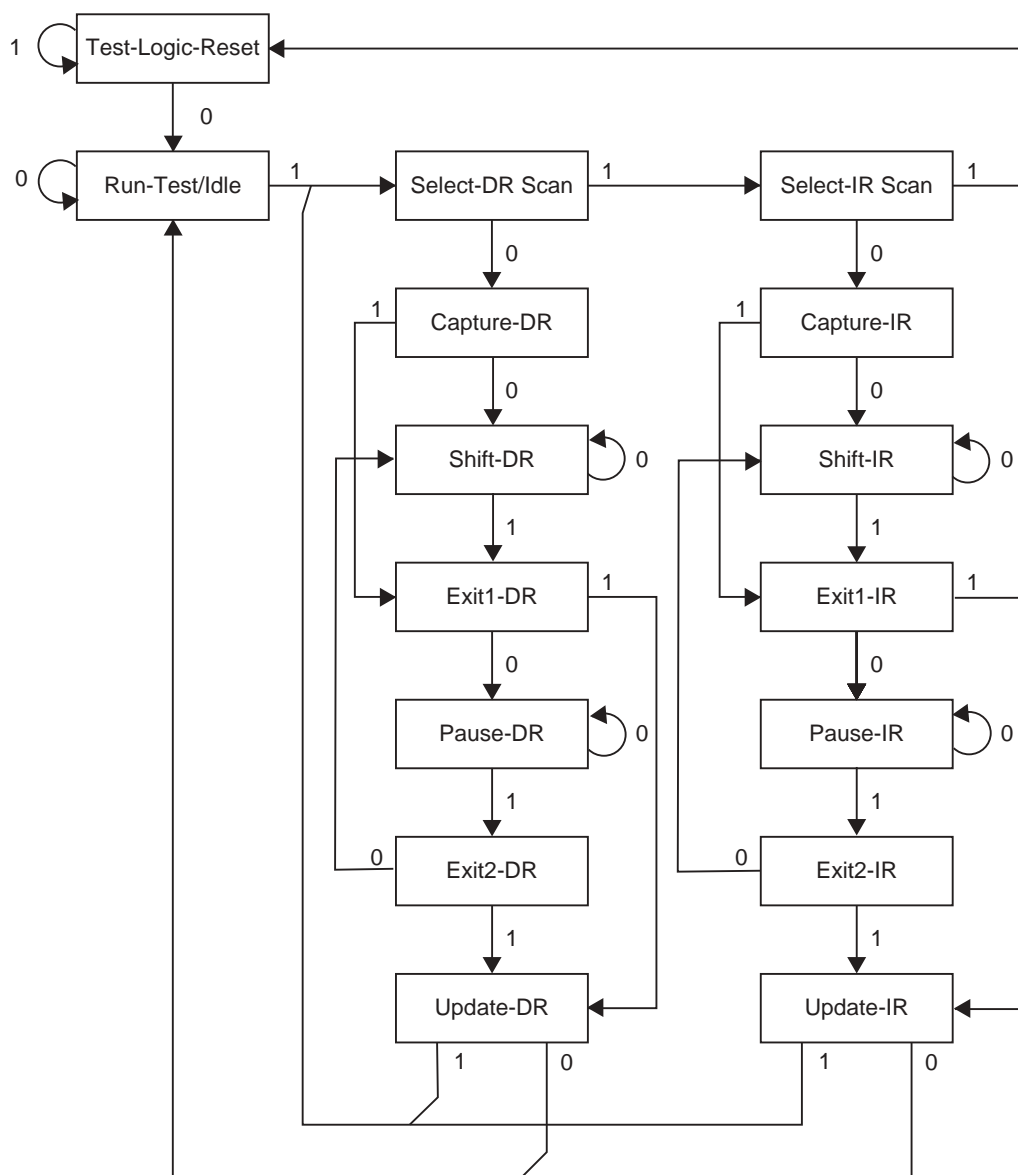 1 Test-Logic-Reset
0
0 Run-Test/Idle 1 Select-DR Scan 1 Select-IR Scan 1
0 0
1 Capture-DR 1 Capture-IR
0 0
Shift-DR 0 Shift-IR 0
1 1
Exit1-DR 1 Exit1-IR 1
0 0
Pause-DR 0 Pause-IR 0
1 1
0 Exit2-DR 0 Exit2-IR
1 1
Update-DR Update-IR
1 0 1 0